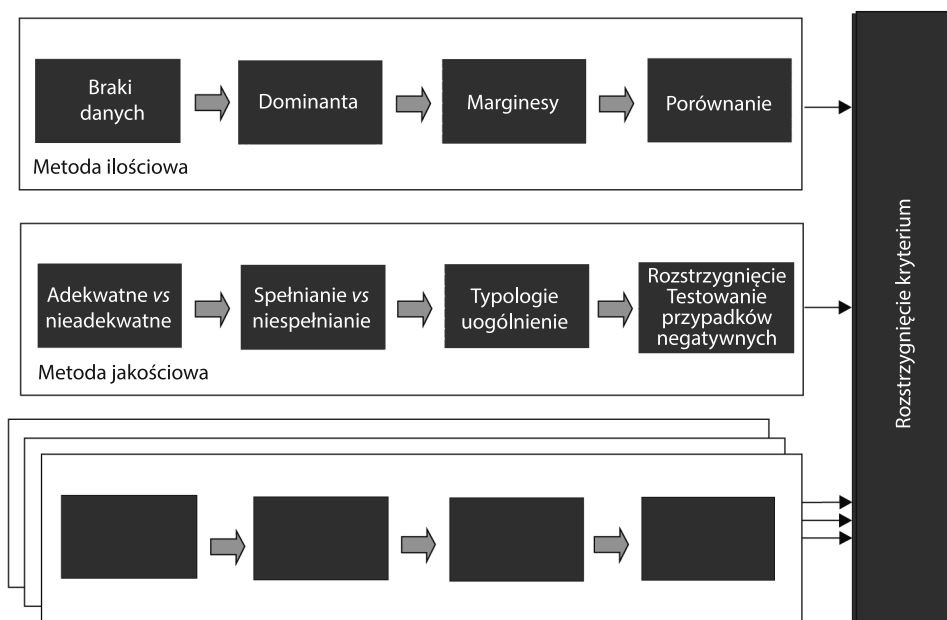 Braki
danych
Dominanta
Marginesy
Porównanie
Metoda ilościowa
Adekwatne vs
nieadekwatne
Spełnianie vs
niespełnianie
Typologie
uogólnienie
Rozstrzygnięcie
Testowanie
przypadków
negatywnych
Metoda jakościowa
Rozstrzygnięcie kryterium